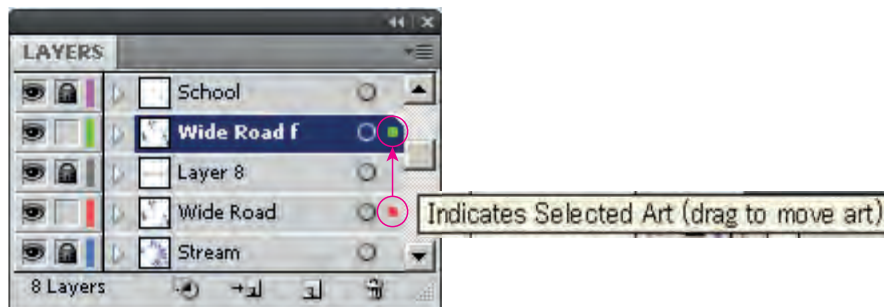 LAYERS
School
Wide Road f
Layer 8
Wide Road
Indicates Selected Art (drag to move art)
Stream
8 Layers